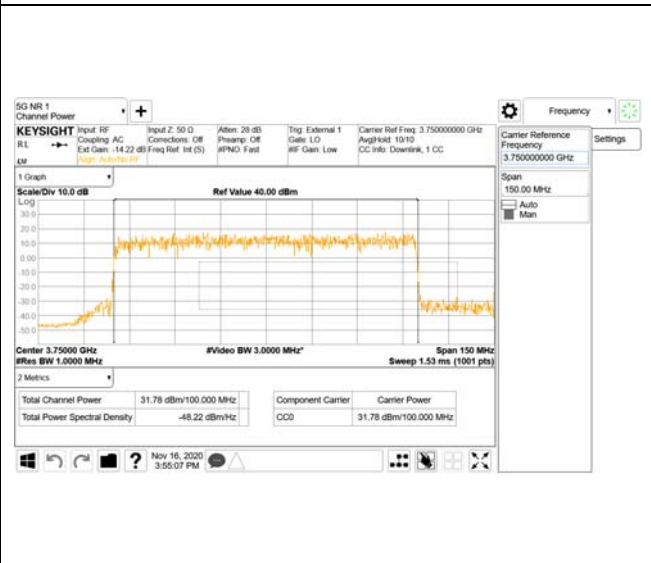 5G NR 1
Channel Power
Frequency
KEYSIGHT
Input: RF
Input Z: 50 Ω
Atten: 28 dB
Trig: External 1
Carrier Ref Freq: 3.750000000 GHz
RL
Coupling: AC
Corrections: Off
Preamp: Off
Gate: LO
Avg|Hold: 10/10
Ext Gain: -14.22 dB
Freq Ref: Int (S)
#PNO: Fast
#IF Gain: Low
CC Info: Downlink, 1 CC
Align: Auto/No RF
Carrier Reference
Frequency
3.750000000 GHz
Settings
Span
150.00 MHz
Auto
Man
1 Graph
Scale/Div 10.0 dB
Ref Value 40.00 dBm
Log
30.0
20.0
10.0
0.00
-10.0
-20.0
-30.0
-40.0
-50.0
Center 3.75000 GHz
#Video BW 3.0000 MHz*
Span 150 MHz
#Res BW 1.0000 MHz
Sweep 1.53 ms (1001 pts)
2 Metrics
Total Channel Power
31.78 dBm/100.000 MHz
Total Power Spectral Density
-48.22 dBm/Hz
Component Carrier
Carrier Power
CC0
31.78 dBm/100.000 MHz
?
Nov 16, 2020
3:55:07 PM